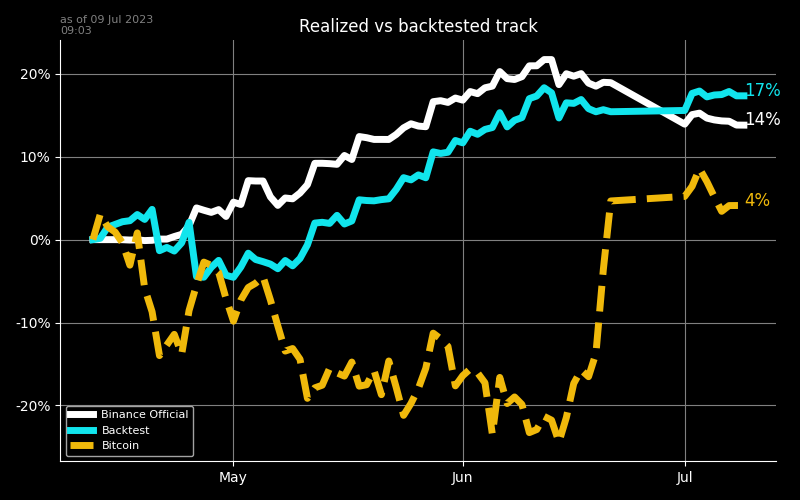 as of 09 Jul 2023
09:03
Realized vs backtested track
20%
10%
0%
-10%
-20%
17%
14%
4%
Binance Official
Backtest
Bitcoin
May
Jun
Jul